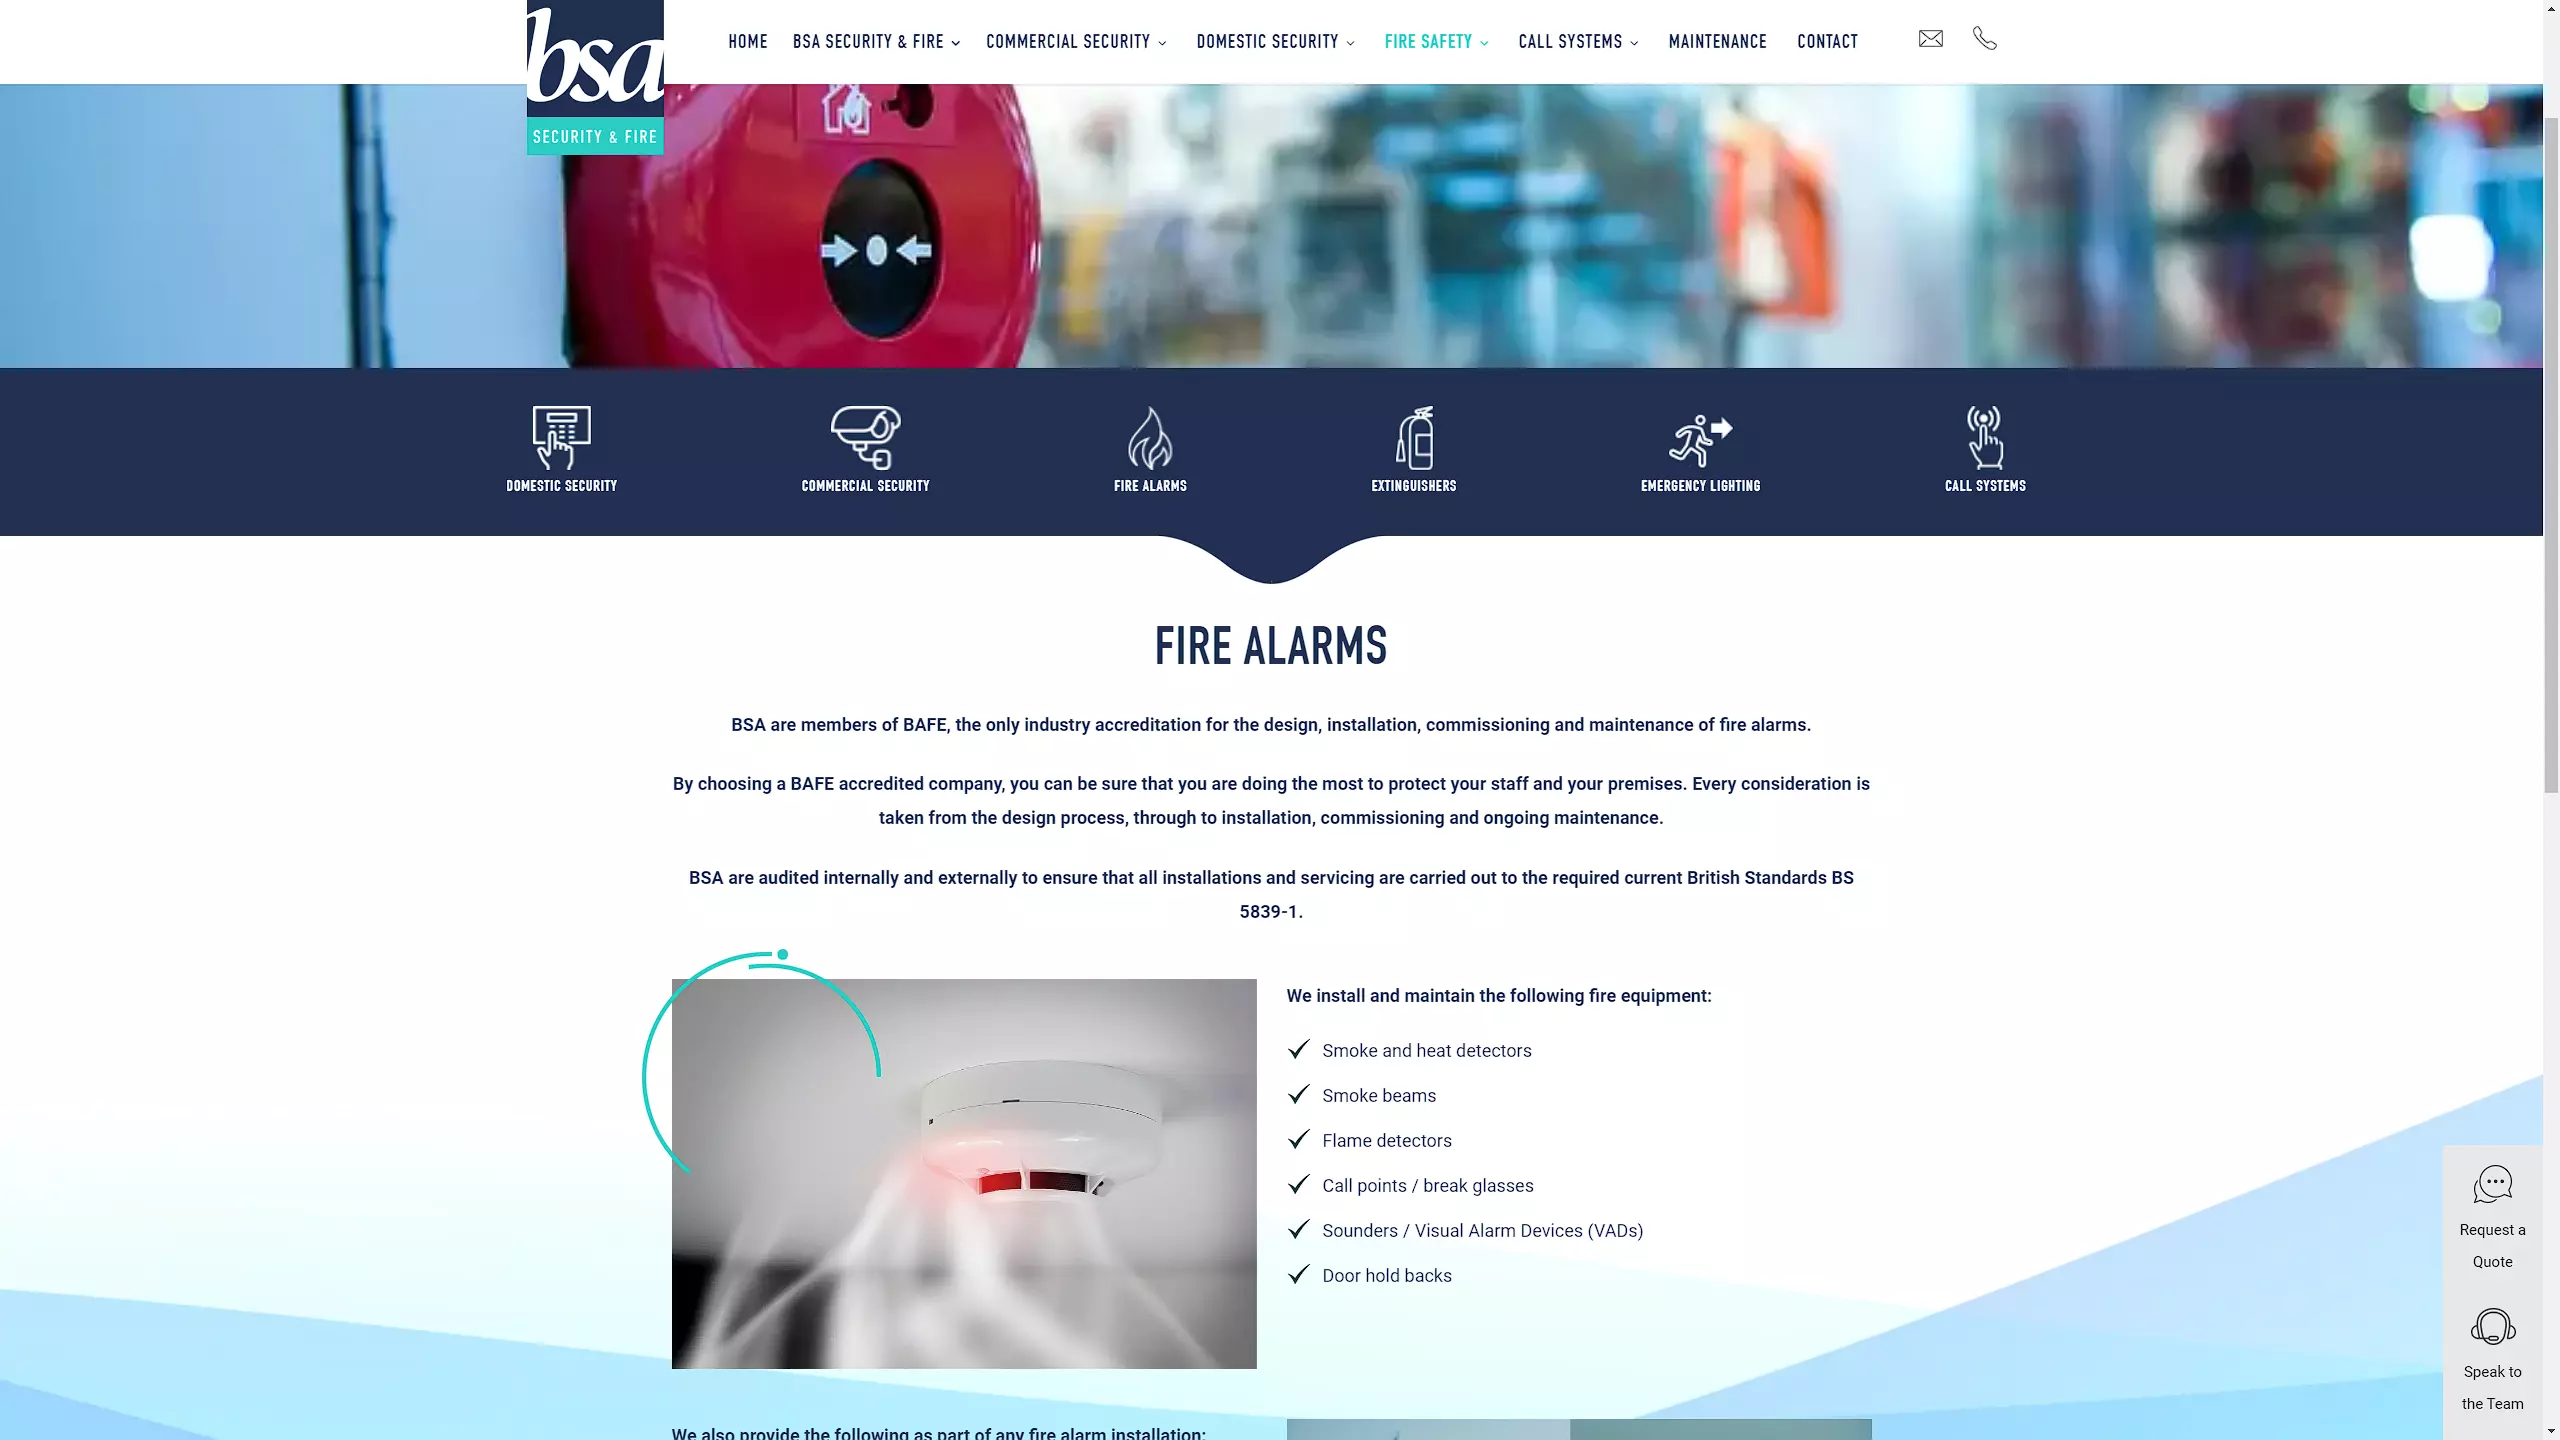 bsa
SECURITY & FIRE
HOME BSA SECURITY & FIRE COMMERCIAL SECURITY DOMESTIC SECURITY FIRE SAFETY CALL SYSTEMS MAINTENANCE CONTACT
DOMESTIC SECURITY COMMERCIAL SECURITY FIRE ALARMS EXTINGUISHERS EMERGENCY LIGHTING CALL SYSTEMS
FIRE ALARMS
BSA are members of BAFE, the only industry accreditation for the design, installation, commissioning and maintenance of fire alarms.
By choosing a BAFE accredited company, you can be sure that you are doing the most to protect your staff and your premises. Every consideration is
taken from the design process, through to installation, commissioning and ongoing maintenance.
BSA are audited internally and externally to ensure that all installations and servicing are carried out to the required current British Standards BS
5839-1.
We install and maintain the following fire equipment:
Smoke and heat detectors
Smoke beams
Flame detectors
Call points / break glasses
Sounders / Visual Alarm Devices (VADs)
Door hold backs
Request a
Quote
Speak to
the Team
We also provide the following as part of any fire alarm installation: